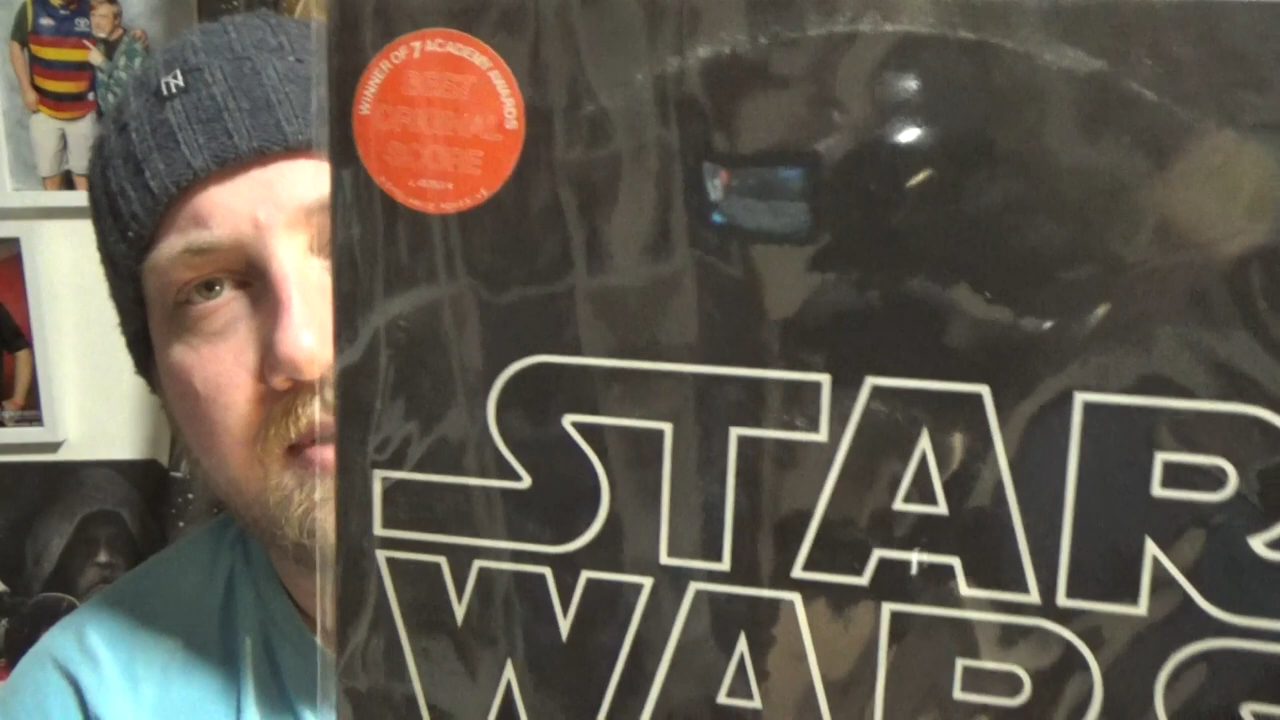 WINNER OF 7 ACADEMY AWARDS
BEST
ORIGINAL
SCORE
STAR
WARS